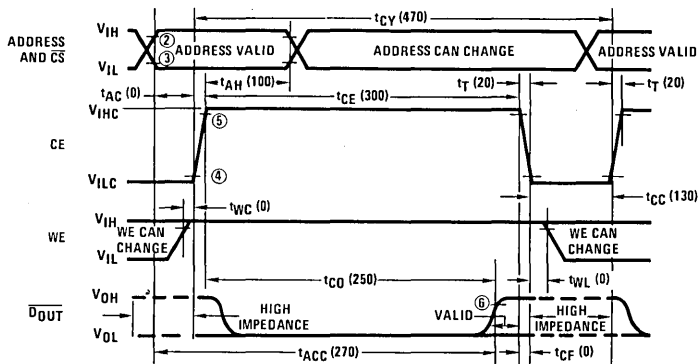 tCY (470)
ADDRESS AND CS
VIH
VIL
②
③
ADDRESS VALID
ADDRESS CAN CHANGE
ADDRESS VALID
tAC (0)
tAH (100)
tCE (300)
tT (20)
tT (20)
CE
VIHC
VILC
⑤
④
tWC (0)
tCC (130)
WE
VIH
VIL
WE CAN CHANGE
WE CAN CHANGE
tCO (250)
tWL (0)
DOUT
VOH
VOL
HIGH IMPEDANCE
⑥
VALID
HIGH IMPEDANCE
tACC (270)
tCF (0)